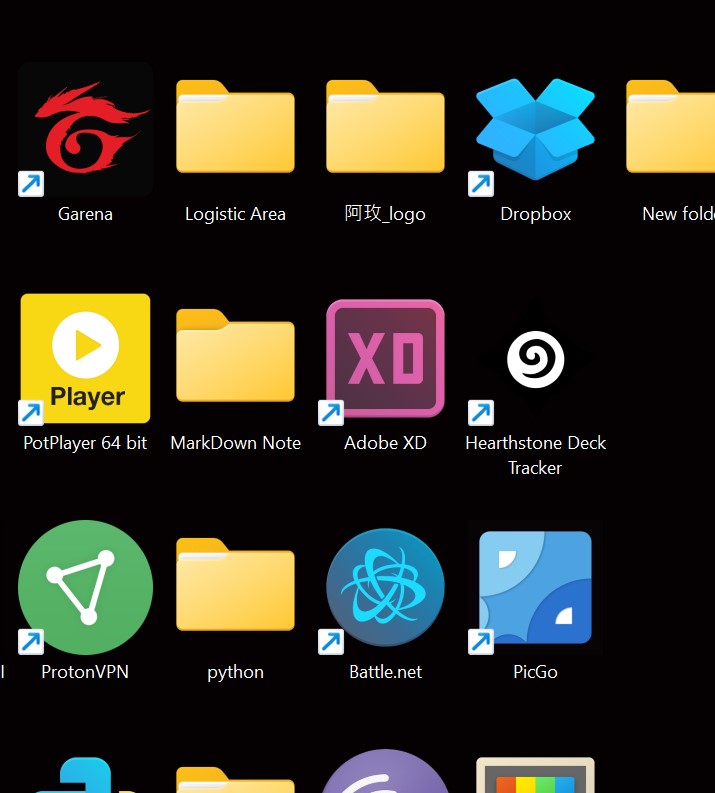 Garena
Logistic Area
阿玫_logo
Dropbox
New fold
Player
XD
PotPlayer 64 bit
MarkDown Note
Adobe XD
Hearthstone Deck
Tracker
ProtonVPN
python
Battle.net
PicGo